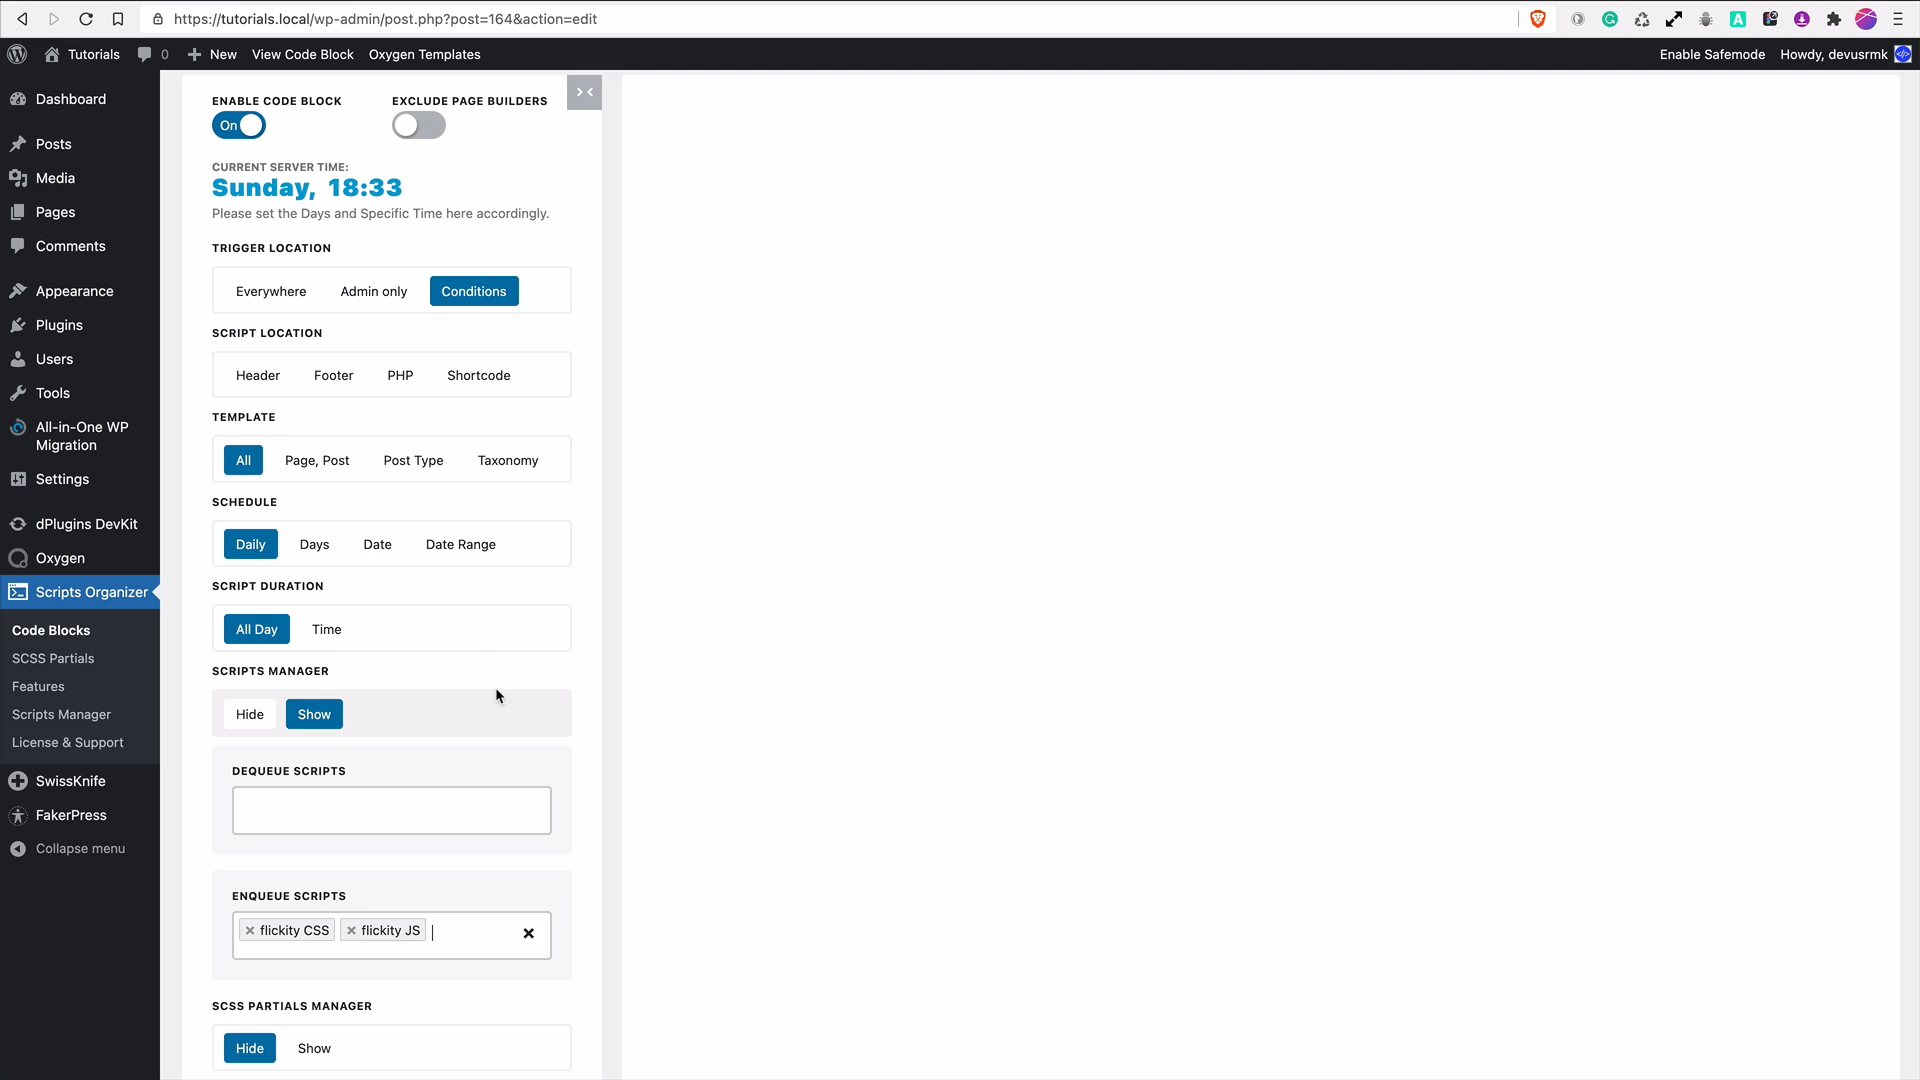 https://tutorials.local/wp-admin/post.php?post=164&action=edit
Tutorials
0
New
View Code Block
Oxygen Templates
Enable Safemode
Howdy, devusrmk
Dashboard
Posts
Media
Pages
Comments
Appearance
Plugins
Users
Tools
All-in-One WP
Migration
Settings
dPlugins DevKit
Oxygen
Scripts Organizer
Code Blocks
SCSS Partials
Features
Scripts Manager
License & Support
SwissKnife
FakerPress
Collapse menu
ENABLE CODE BLOCK
EXCLUDE PAGE BUILDERS
On
CURRENT SERVER TIME:
Sunday, 18:33
Please set the Days and Specific Time here accordingly.
TRIGGER LOCATION
Everywhere
Admin only
Conditions
SCRIPT LOCATION
Header
Footer
PHP
Shortcode
TEMPLATE
All
Page, Post
Post Type
Taxonomy
SCHEDULE
Daily
Days
Date
Date Range
SCRIPT DURATION
All Day
Time
SCRIPTS MANAGER
Hide
Show
DEQUEUE SCRIPTS
ENQUEUE SCRIPTS
× flickity CSS
× flickity JS
×
SCSS PARTIALS MANAGER
Hide
Show